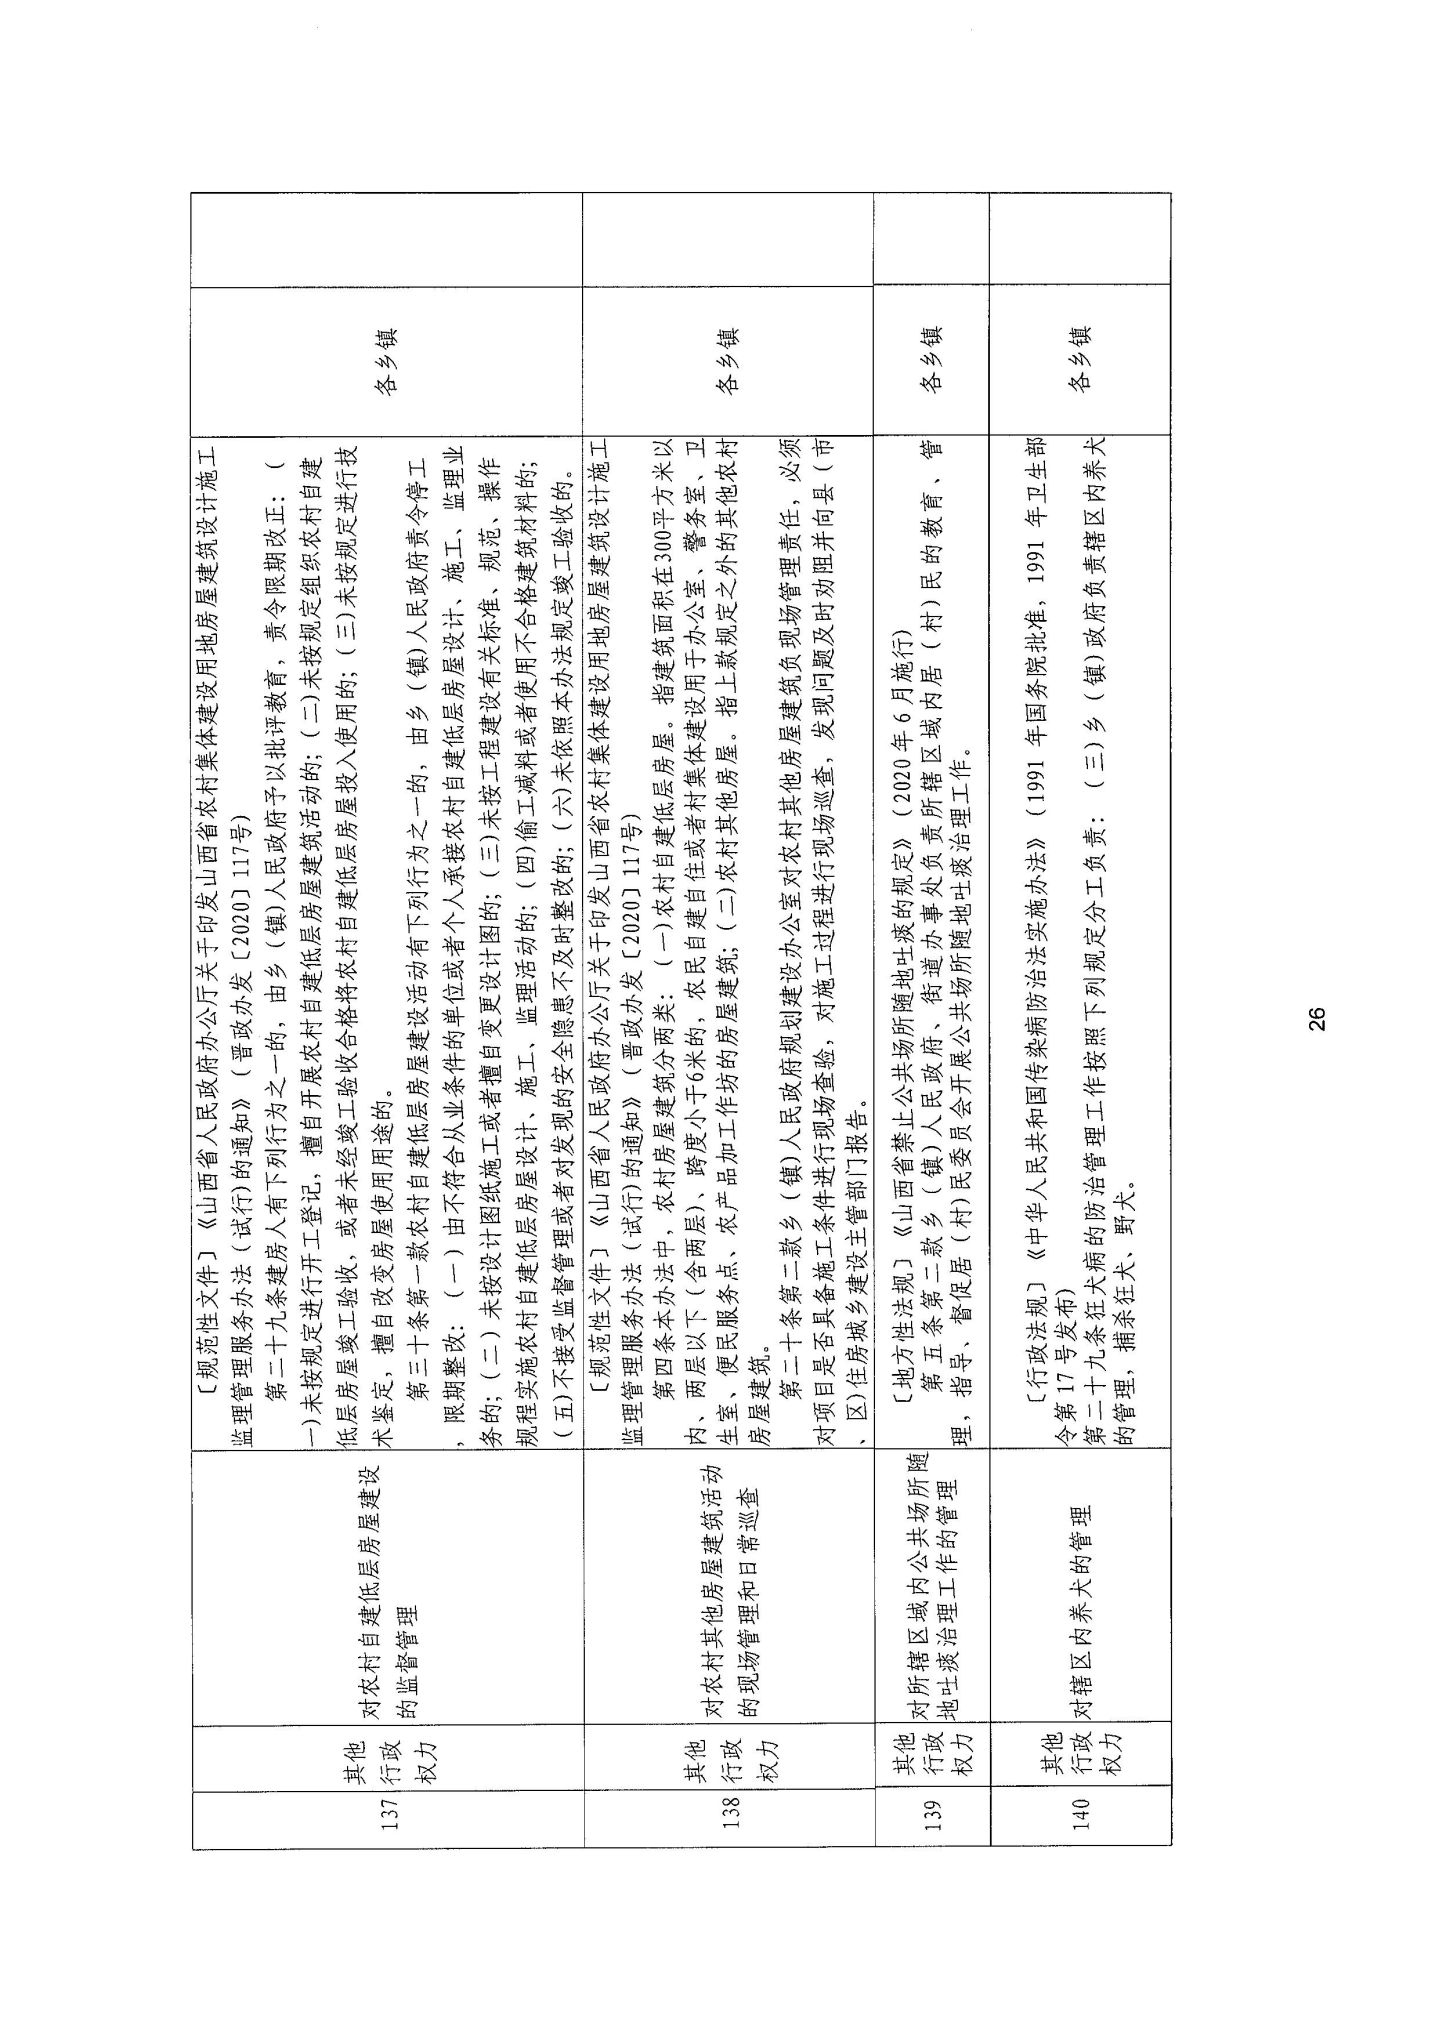 137
其他
行政
权力
对农村自建低层房屋建设
的监督管理
〔规范性文件〕《山西省人民政府办公厅关于印发山西省农村集体建设用地房屋建筑设计施工
监理管理服务办法(试行)的通知》(晋政办发〔2020〕117号)
第二十九条建房人有下列行为之一的,由乡(镇)人民政府予以批评教育,责令限期改正:(
一)未按规定进行开工登记,擅自开展农村自建低层房屋建筑活动的;(二)未按规定组织农村自建
低层房屋竣工验收,或者未经竣工验收合格将农村自建低层房屋投入使用的;(三)未按规定进行技
术鉴定,擅自改变房屋使用用途的。
第三十条第一款农村自建低层房屋建设活动有下列行为之一的,由乡(镇)人民政府责令停工
,限期整改:(一)由不符合从业条件的单位或者个人承接农村自建低层房屋设计、施工、监理业
务的;(二)未按设计图纸施工或者擅自变更设计图的;(三)未按工程建设有关标准、规范、操作
规程实施农村自建低层房屋设计、施工、监理活动的;(四)偷工减料或者使用不合格建筑材料的;
(五)不接受监督管理或者对发现的安全隐患不及时整改的;(六)未依照本办法规定竣工验收的。
各乡镇
138
其他
行政
权力
对农村其他房屋建筑活动
的现场管理和日常巡查
〔规范性文件〕《山西省人民政府办公厅关于印发山西省农村集体建设用地房屋建筑设计施工
监理管理服务办法(试行)的通知》(晋政办发〔2020〕117号)
第四条本办法中,农村房屋建筑分两类:(一)农村自建低层房屋。指建筑面积在300平方米以
内、两层以下(含两层)、跨度小于6米的,农民自建自住或者村集体建设用于办公室、警务室、卫
生室、便民服务点、农产品加工作坊的房屋建筑;(二)农村其他房屋。指上款规定之外的其他农村
房屋建筑。
第二十条第二款乡(镇)人民政府规划建设办公室对农村其他房屋建筑负现场管理责任,必须
对项目是否具备施工条件进行现场查验,对施工过程进行现场巡查,发现问题及时劝阻并向县(市
、区)住房城乡建设主管部门报告。
各乡镇
139
其他
行政
权力
对所辖区域内公共场所随
地吐痰治理工作的管理
〔地方性法规〕《山西省禁止公共场所随地吐痰的规定》(2020年6月施行)
第五条第三款乡(镇)人民政府、街道办事处负责所辖区域内居(村)民的教育、管
理,指导、督促居(村)民委员会开展公共场所随地吐痰治理工作。
各乡镇
140
其他
行政
权力
对辖区内养犬的管理
〔行政法规〕《中华人民共和国传染病防治法实施办法》(1991年国务院批准,1991年卫生部
令第17号发布)
第二十九条狂犬病的防治管理工作按照下列规定分工负责:(三)乡(镇)政府负责辖区内养犬
的管理,捕杀狂犬、野犬。
各乡镇
26